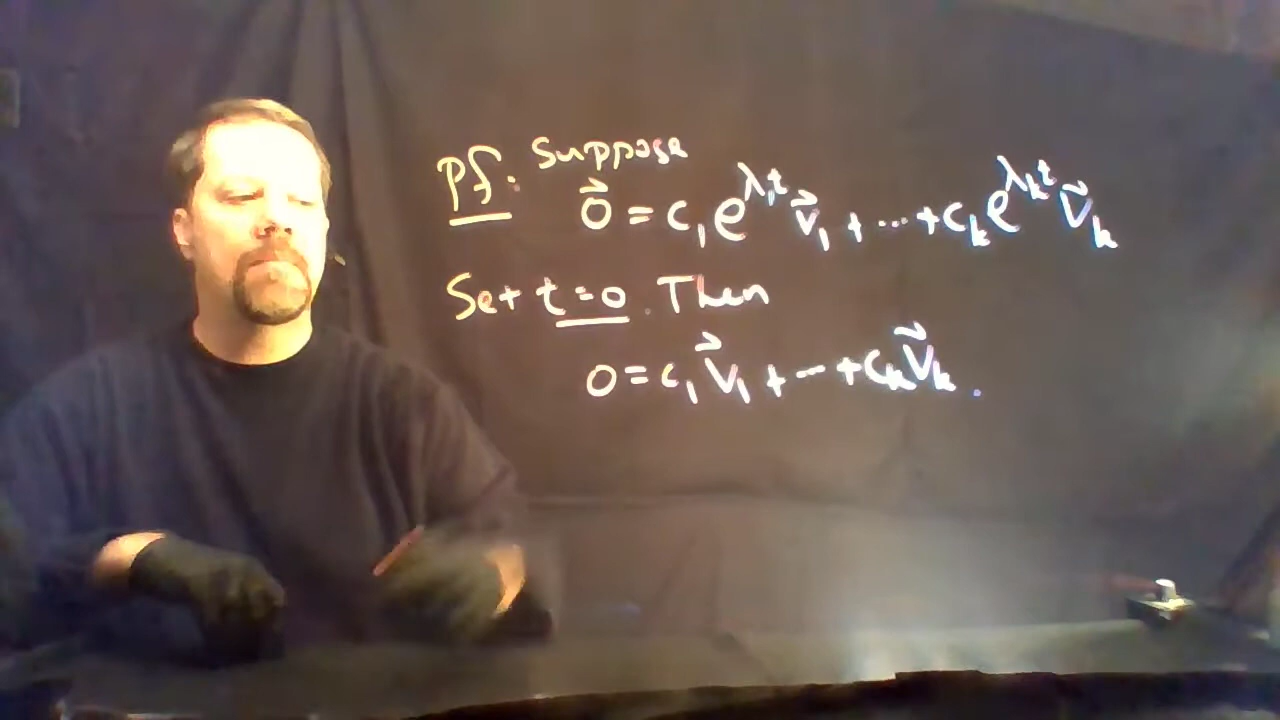 Pf: Suppose
0⃗ = c₁e^{λ₁t} v⃗₁ + ... + cₖe^{λₖt} v⃗ₖ
Set t=0. Then
0 = c₁v⃗₁ + ... + cₖv⃗ₖ.